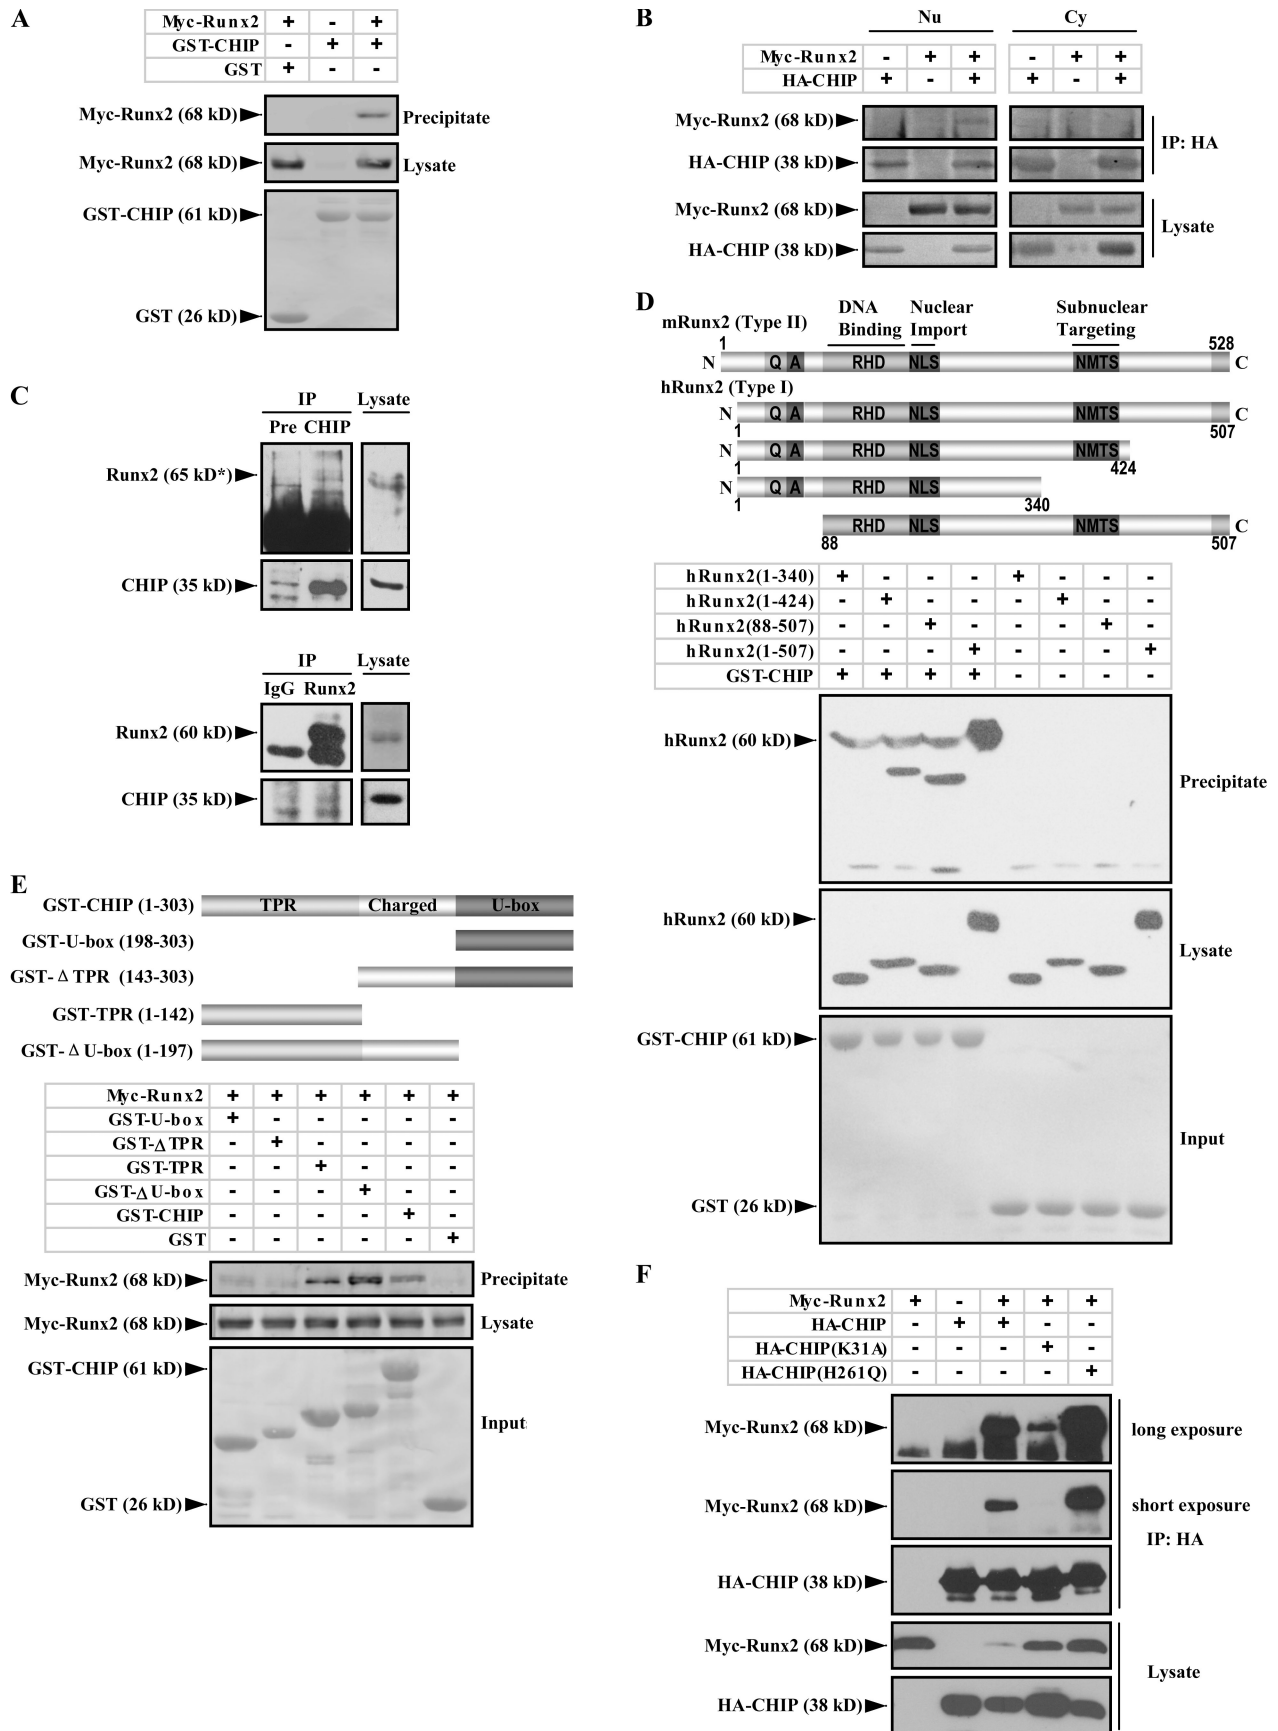 A
Myc-Runx2 + - +
GST-CHIP - + +
GST + - -
Myc-Runx2 (68 kD) Precipitate
Myc-Runx2 (68 kD) Lysate
GST-CHIP (61 kD)
GST (26 kD)
B
Nu Cy
Myc-Runx2 - + + - + +
HA-CHIP + - + + - +
Myc-Runx2 (68 kD)
HA-CHIP (38 kD)
IP: HA
Myc-Runx2 (68 kD)
HA-CHIP (38 kD)
Lysate
C
IP Lysate
Pre CHIP
Runx2 (65 kD*)
CHIP (35 kD)
IP Lysate
IgG Runx2
Runx2 (60 kD)
CHIP (35 kD)
D
DNA Binding
Nuclear Import
Subnuclear Targeting
mRunx2 (Type II)
1 528
N Q A RHD NLS NMTS C
hRunx2 (Type I)
N Q A RHD NLS NMTS C
1 507
N Q A RHD NLS NMTS
1 424
N Q A RHD NLS
1 340
RHD NLS NMTS C
88 507
hRunx2(1-340) + - - - + - - -
hRunx2(1-424) - + - - - + - -
hRunx2(88-507) - - + - - - + -
hRunx2(1-507) - - - + - - - +
GST-CHIP + + + + - - - -
hRunx2 (60 kD) Precipitate
hRunx2 (60 kD) Lysate
GST-CHIP (61 kD)
Input
GST (26 kD)
E
GST-CHIP (1-303) TPR Charged U-box
GST-U-box (198-303)
GST-Δ TPR (143-303)
GST-TPR (1-142)
GST-Δ U-box (1-197)
Myc-Runx2 + + + + + +
GST-U-box + - - - - -
GST-ΔTPR - + - - - -
GST-TPR - - + - - -
GST-ΔU-box - - - + - -
GST-CHIP - - - - + -
GST - - - - - +
Myc-Runx2 (68 kD) Precipitate
Myc-Runx2 (68 kD) Lysate
GST-CHIP (61 kD)
Input
GST (26 kD)
F
Myc-Runx2 + - + + +
HA-CHIP - + + - -
HA-CHIP(K31A) - - - + -
HA-CHIP(H261Q) - - - - +
Myc-Runx2 (68 kD) long exposure
Myc-Runx2 (68 kD) short exposure
IP: HA
HA-CHIP (38 kD)
Myc-Runx2 (68 kD)
Lysate
HA-CHIP (38 kD)